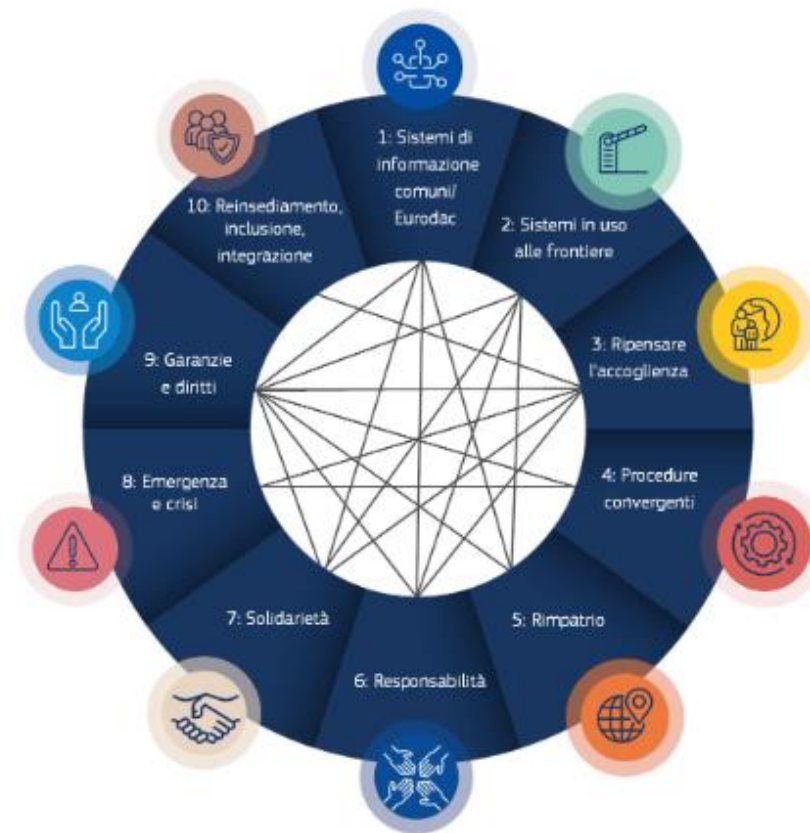 1: Sistemi di
informazione
comuni/
Eurodac
2: Sistemi in uso
alle frontiere
3: Ripensare
l'accoglienza
4: Procedure
convergenti
5: Rimpatrio
6: Responsabilità
7: Solidarietà
8: Emergenza
e crisi
9: Garanzie
e diritti
10: Reinsediamento,
inclusione,
integrazione